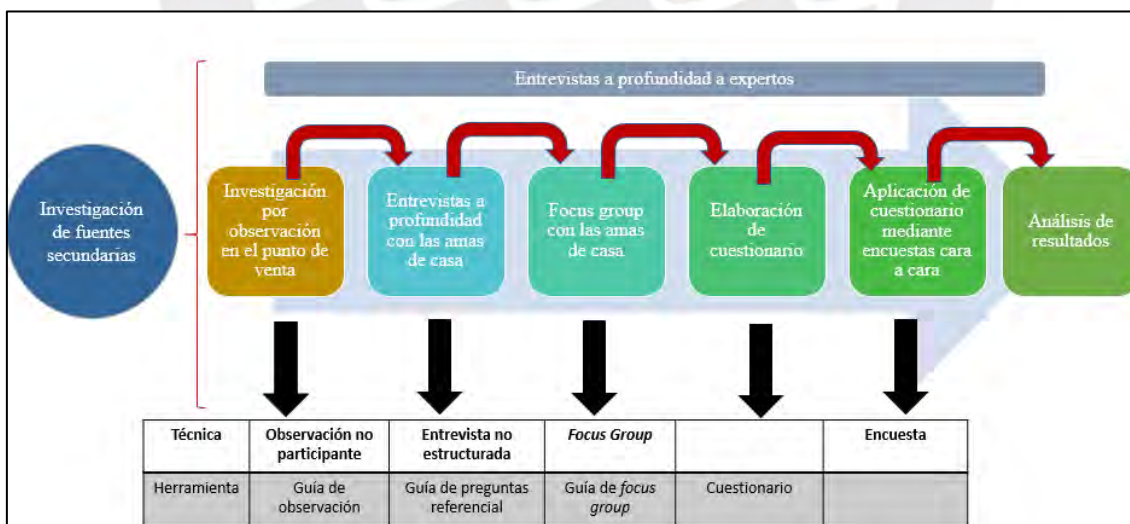 Entrevistas a profundidad a expertos
Investigación
de fuentes
secundarias
Investigación
por
observación
en el punto de
venta
Entrevistas a
profundidad
con las amas
de casa
Focus group
con las amas
de casa
Elaboración
de
cuestionario
Aplicación de
cuestionario
mediante
encuestas cara
a cara
Análisis de
resultados
Técnica
Observación no
participante
Entrevista no
estructurada
Focus Group
Encuesta
Herramienta
Guía de
observación
Guía de preguntas
referencial
Guía de focus
group
Cuestionario